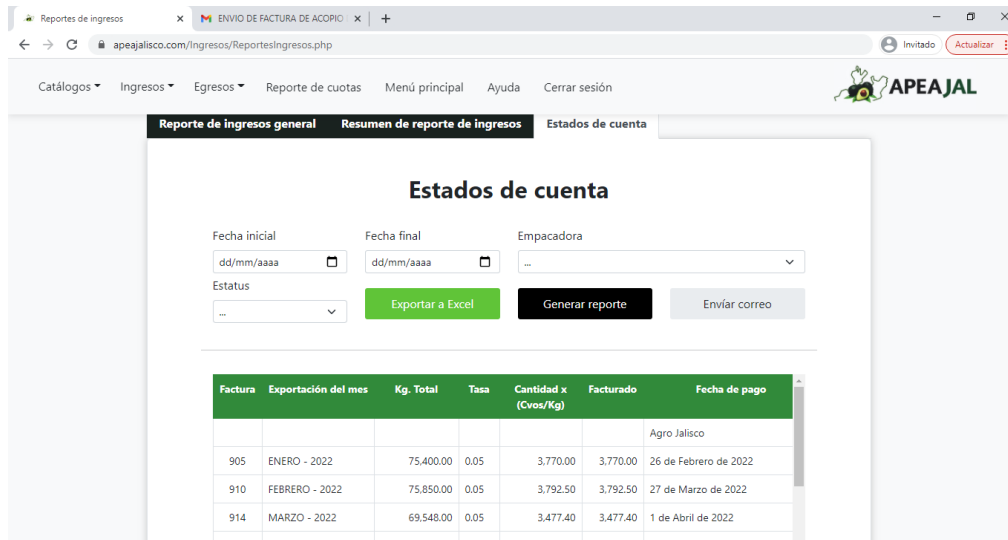 Reportes de ingresos
ENVIO DE FACTURA DE ACOPIO
apeajalisco.com/Ingresos/ReportesIngresos.php
Invitado
Actualizar
Catálogos Ingresos Egresos Reporte de cuotas Menú principal Ayuda Cerrar sesión
APEAJAL
Reporte de ingresos general Resumen de reporte de ingresos Estados de cuenta
Estados de cuenta
Fecha inicial Fecha final Empacadora
dd/mm/aaaa dd/mm/aaaa ...
Estatus
... Exportar a Excel Generar reporte Envíar correo
Factura Exportación del mes Kg. Total Tasa Cantidad x (Cvos/Kg) Facturado Fecha de pago
Agro Jalisco
905 ENERO - 2022 75,400.00 0.05 3,770.00 3,770.00 26 de Febrero de 2022
910 FEBRERO - 2022 75,850.00 0.05 3,792.50 3,792.50 27 de Marzo de 2022
914 MARZO - 2022 69,548.00 0.05 3,477.40 3,477.40 1 de Abril de 2022